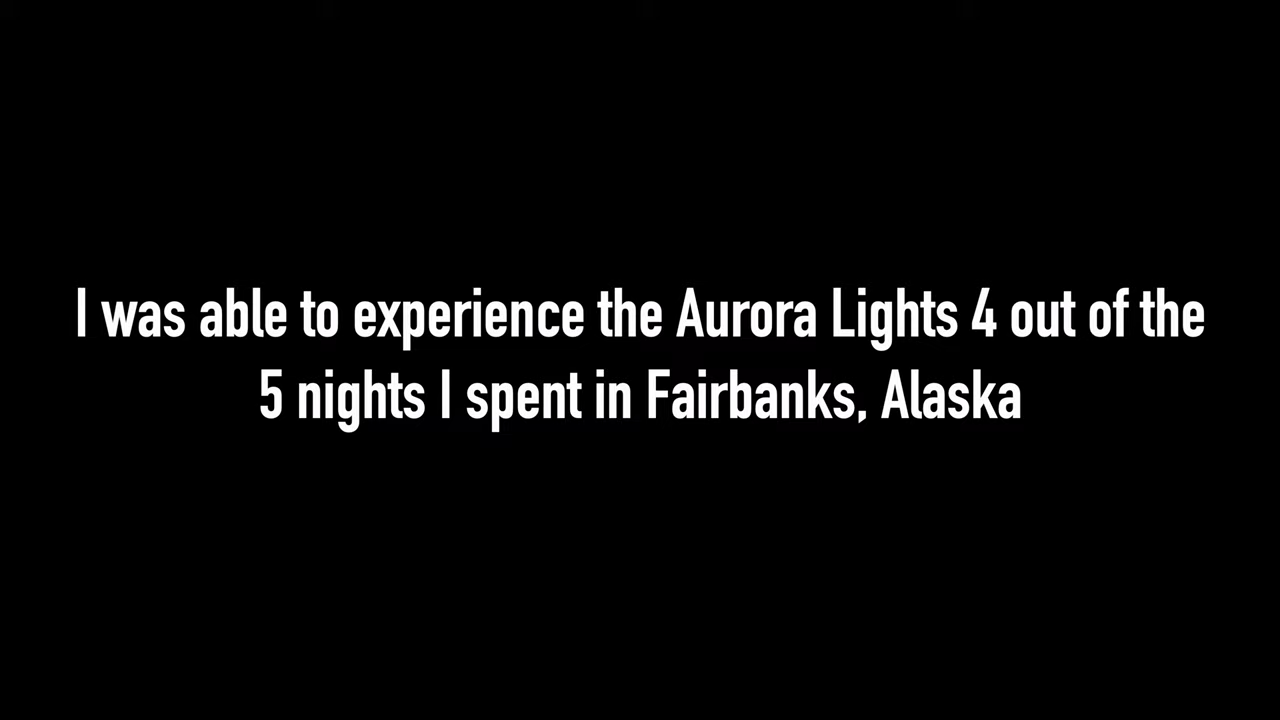 I was able to experience the Aurora Lights 4 out of the
5 nights I spent in Fairbanks, Alaska